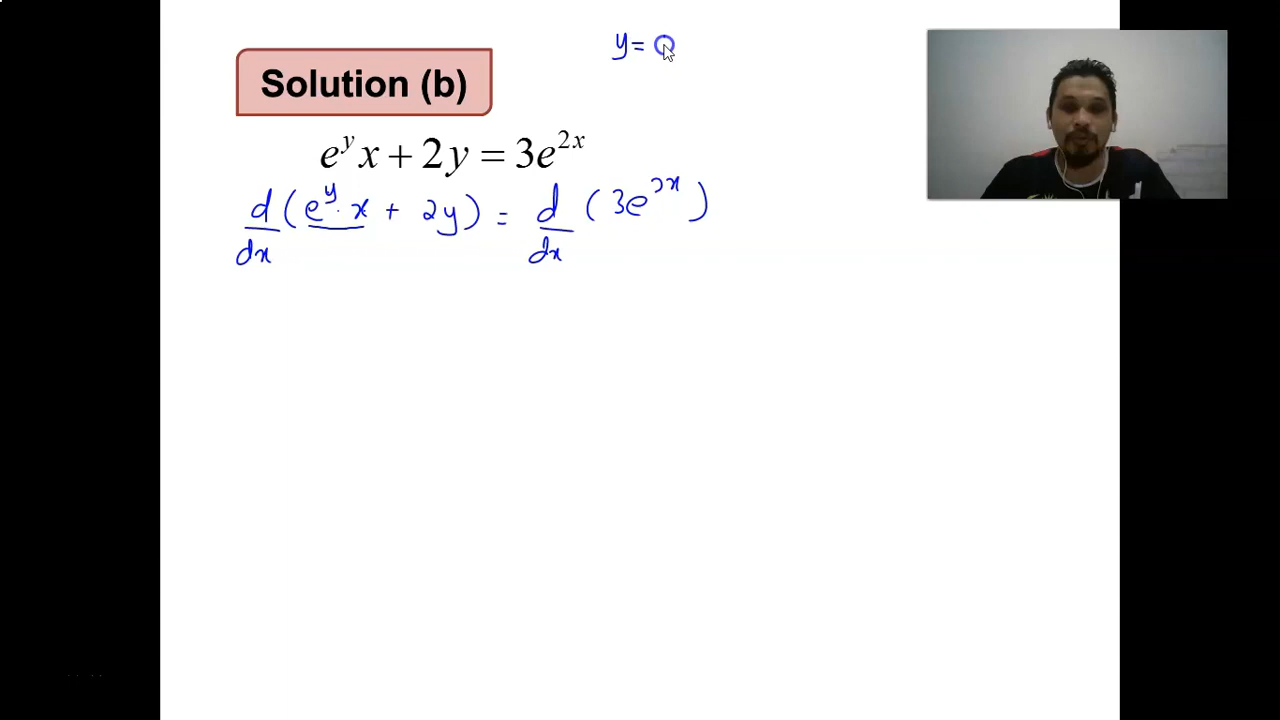 y=
Solution (b)
e^y x + 2y = 3e^{2x}
d/dx (e^y · x + 2y) = d/dx (3e^{2x})